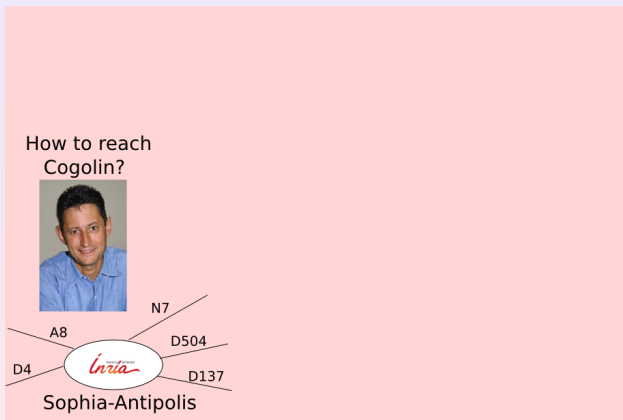 How to reach
Cogolin?
N7
A8
D504
D4
Inria
D137
Sophia-Antipolis